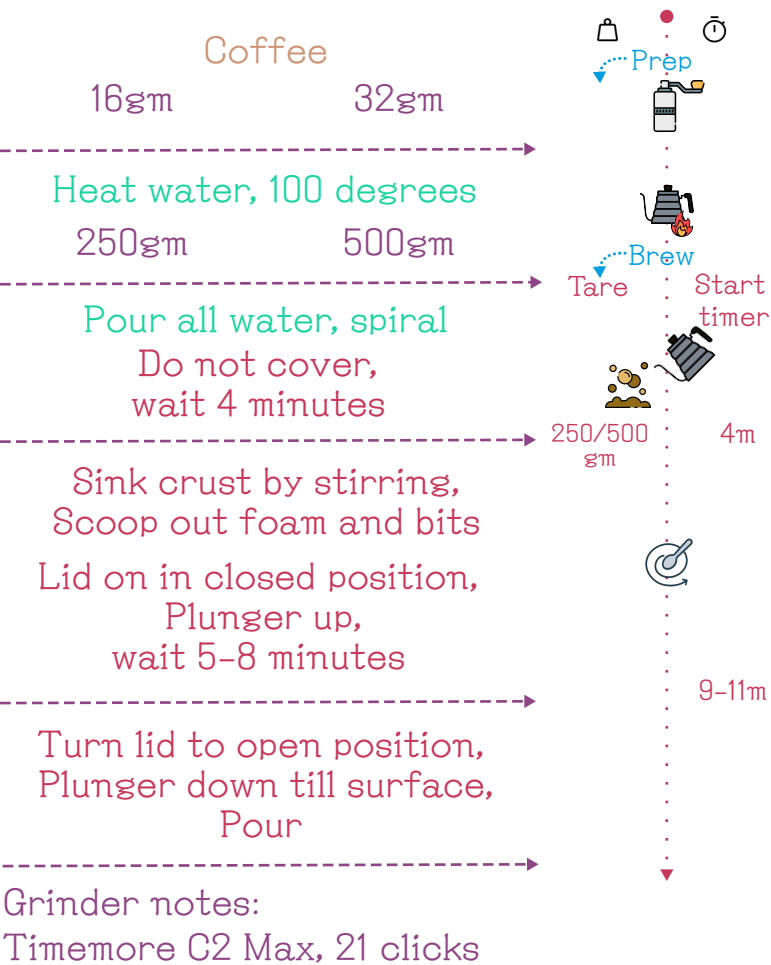 Coffee
Prep
16gm 32gm
Heat water, 100 degrees
250gm 500gm
Brew
Tare
Start
timer
Pour all water, spiral
Do not cover,
wait 4 minutes
250/500
gm
4m
Sink crust by stirring,
Scoop out foam and bits
Lid on in closed position,
Plunger up,
wait 5-8 minutes
9-11m
Turn lid to open position,
Plunger down till surface,
Pour
Grinder notes:
Timemore C2 Max, 21 clicks